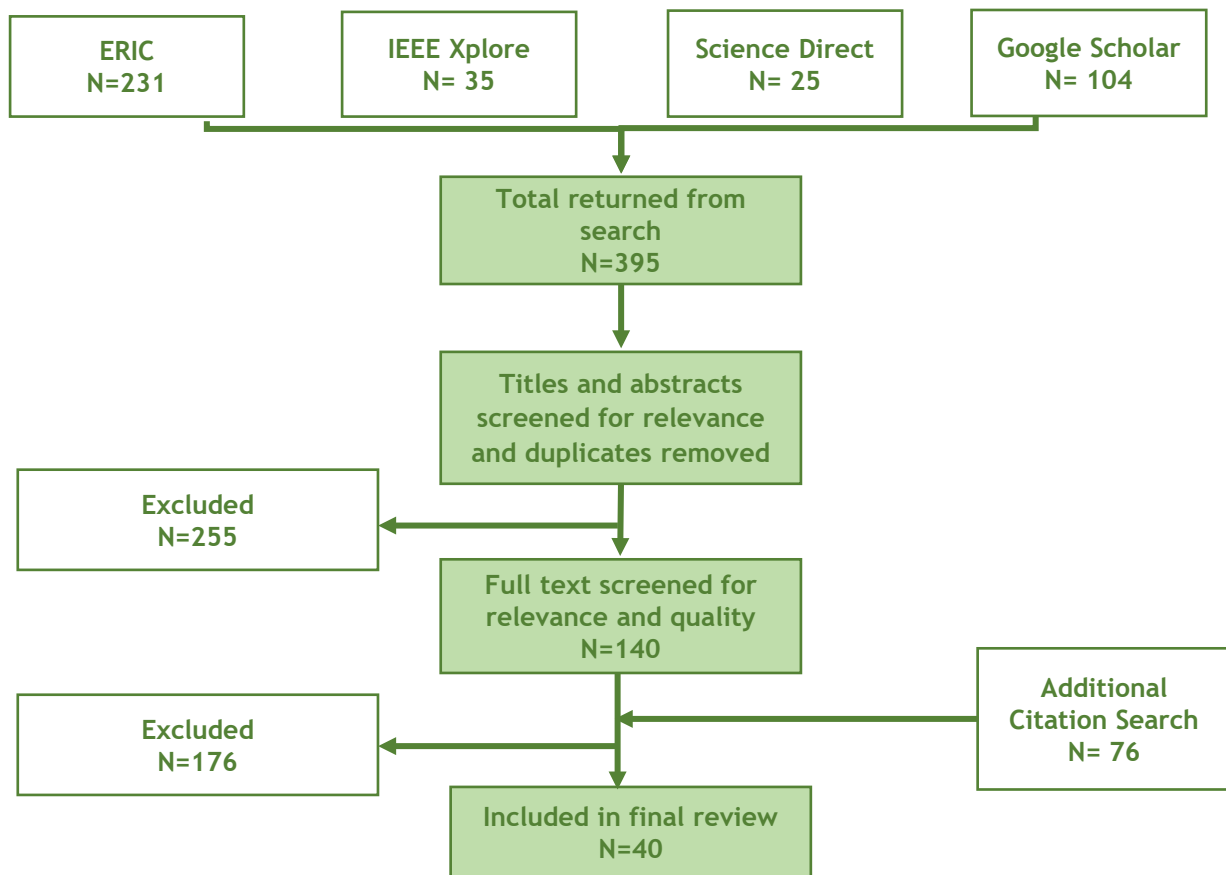 ERIC
N=231
IEEE Xplore
N= 35
Science Direct
N= 25
Google Scholar
N= 104
Total returned from
search
N=395
Titles and abstracts
screened for relevance
and duplicates removed
Excluded
N=255
Full text screened for
relevance and quality
N=140
Additional
Citation Search
N= 76
Excluded
N=176
Included in final review
N=40